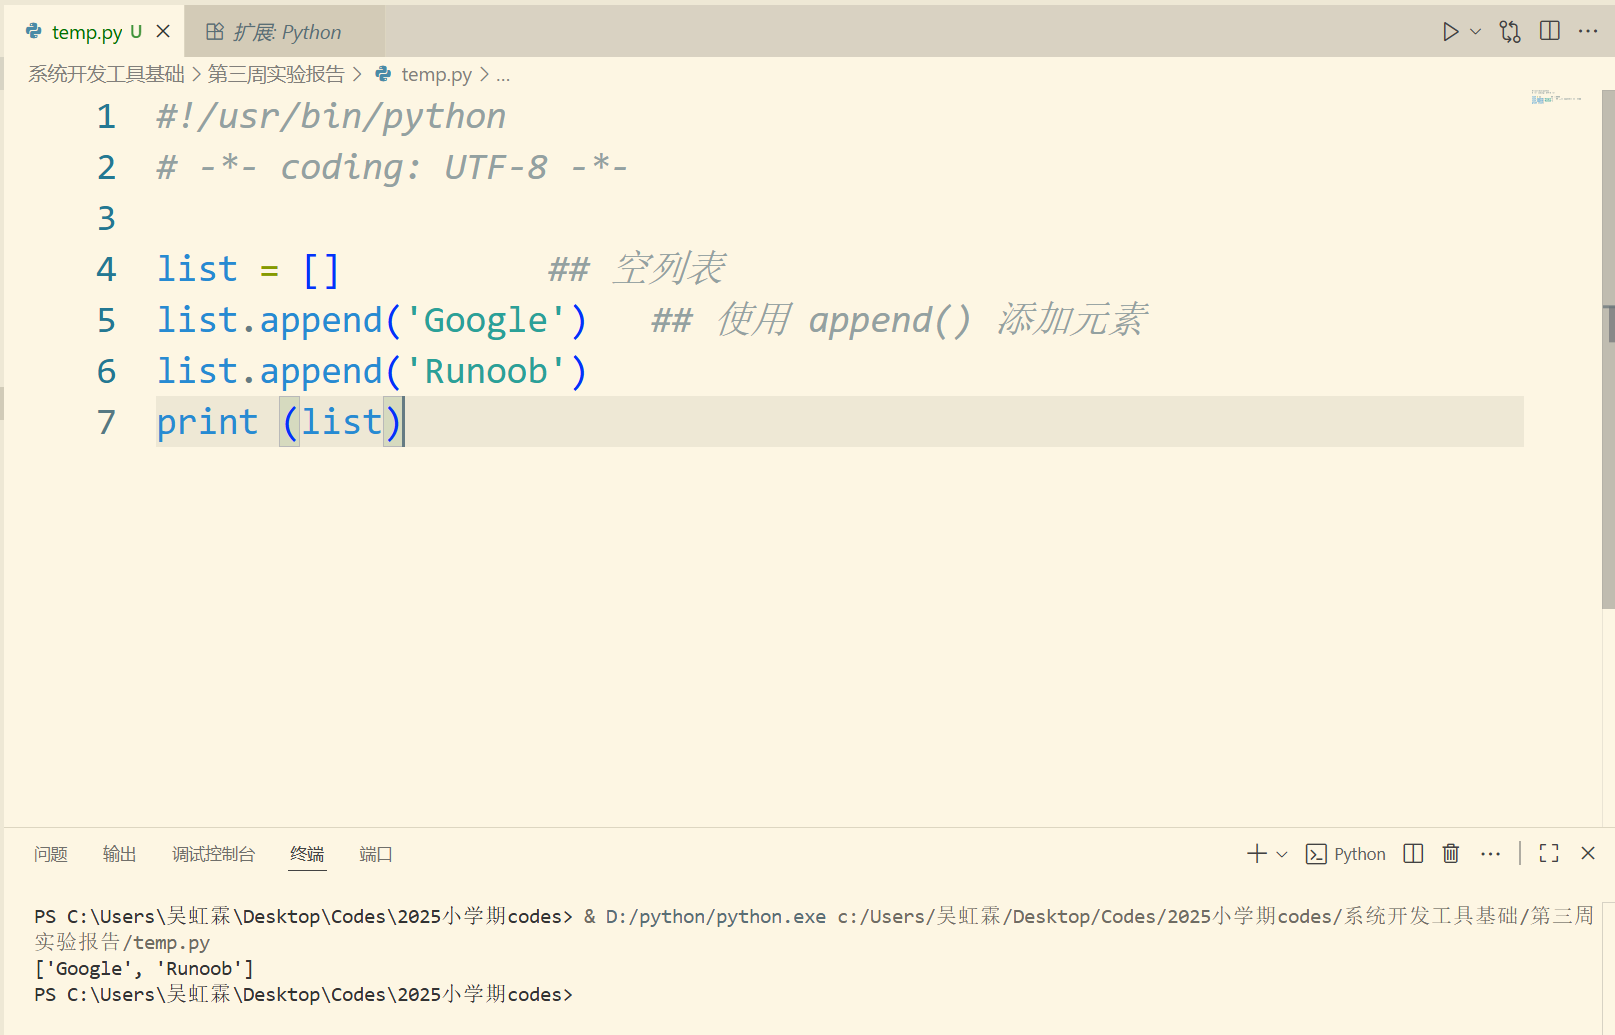 temp.py U
扩展: Python
系统开发工具基础 > 第三周实验报告 > temp.py > ...
1 #!/usr/bin/python
2 # -*- coding: UTF-8 -*-
3
4 list = []          ## 空列表
5 list.append('Google')   ## 使用 append() 添加元素
6 list.append('Runoob')
7 print (list)
问题 输出 调试控制台 终端 端口 Python
PS C:\Users\吴虹霖\Desktop\Codes\2025小学期codes> & D:/python/python.exe c:/Users/吴虹霖/Desktop/Codes/2025小学期codes/系统开发工具基础/第三周
实验报告/temp.py
['Google', 'Runoob']
PS C:\Users\吴虹霖\Desktop\Codes\2025小学期codes>